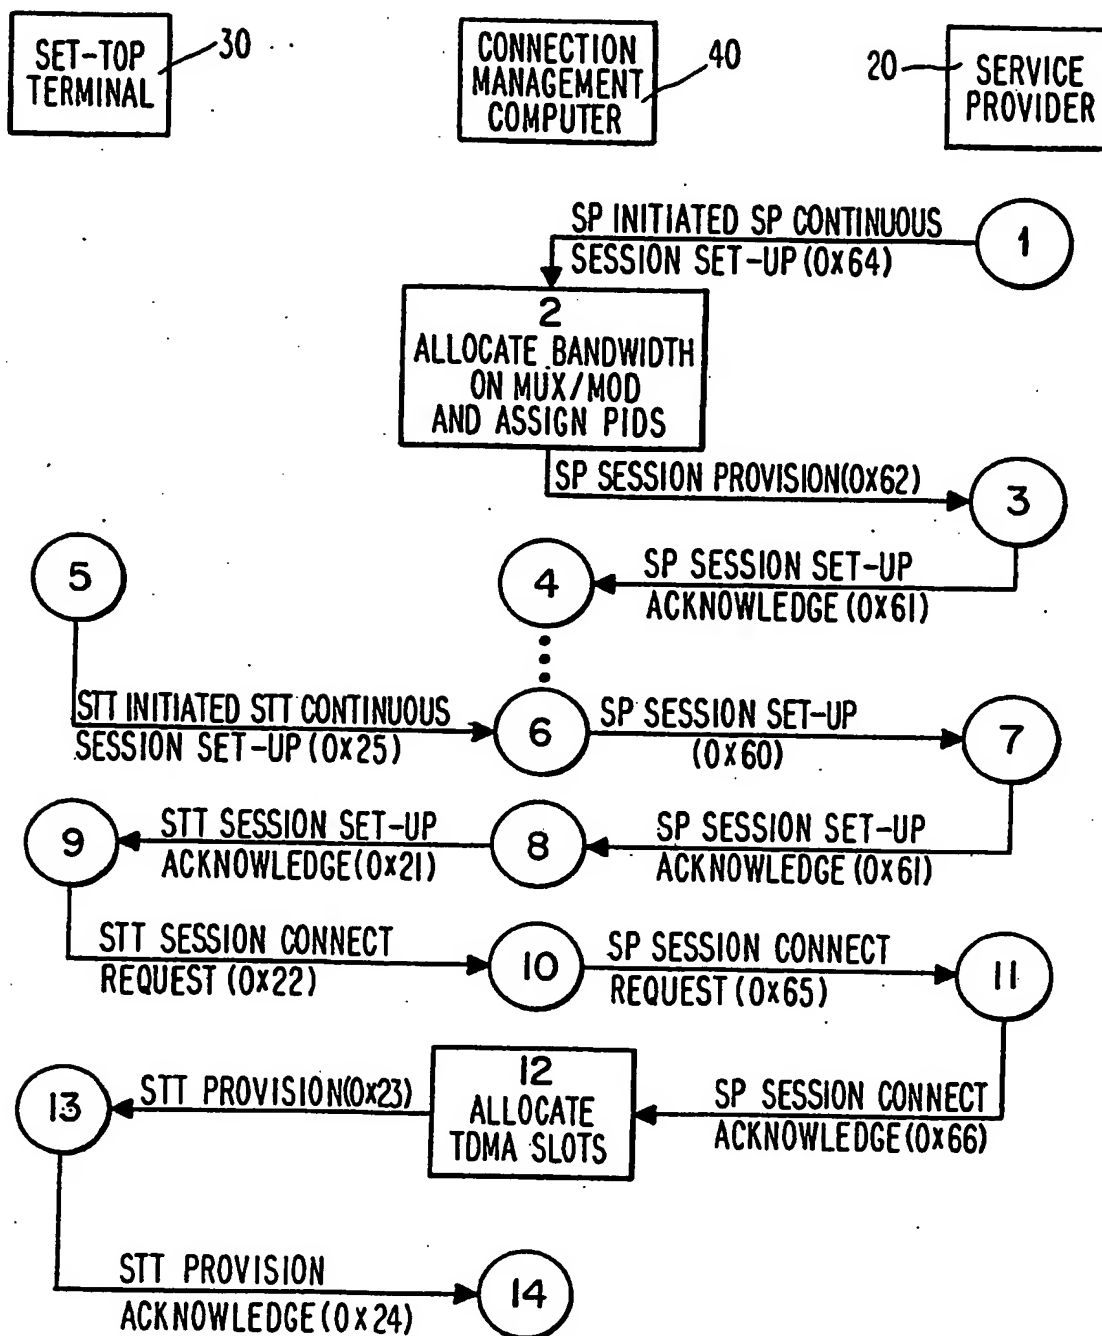 SET-TOP
TERMINAL
30
CONNECTION
MANAGEMENT
COMPUTER
40
20
SERVICE
PROVIDER
SP INITIATED SP CONTINUOUS
SESSION SET-UP (0X64)
1
2
ALLOCATE BANDWIDTH
ON MUX/MOD
AND ASSIGN PIDS
SP SESSION PROVISION(0X62)
3
SP SESSION SET-UP
ACKNOWLEDGE (0X61)
4
5
STT INITIATED STT CONTINUOUS
SESSION SET-UP (0X25)
6
SP SESSION SET-UP
(0X60)
7
SP SESSION SET-UP
ACKNOWLEDGE (0X61)
8
STT SESSION SET-UP
ACKNOWLEDGE(0X21)
9
STT SESSION CONNECT
REQUEST (0X22)
10
SP SESSION CONNECT
REQUEST (0X65)
11
SP SESSION CONNECT
ACKNOWLEDGE(0X66)
12
ALLOCATE
TDMA SLOTS
STT PROVISION(0X23)
13
STT PROVISION
ACKNOWLEDGE(0X24)
14